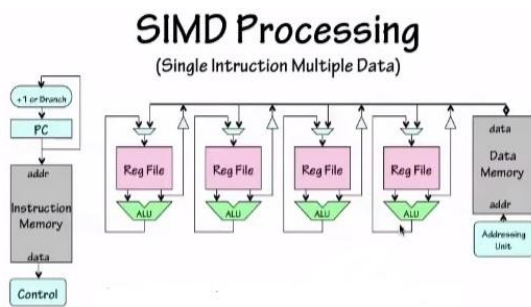 SIMD Processing
(Single Intruction Multiple Data)
+1 or Branch
PC
addr
Instruction
Memory
data
Control
Reg File
ALU
Reg File
ALU
Reg File
ALU
Reg File
ALU
data
Data
Memory
addr
Addressing
Unit